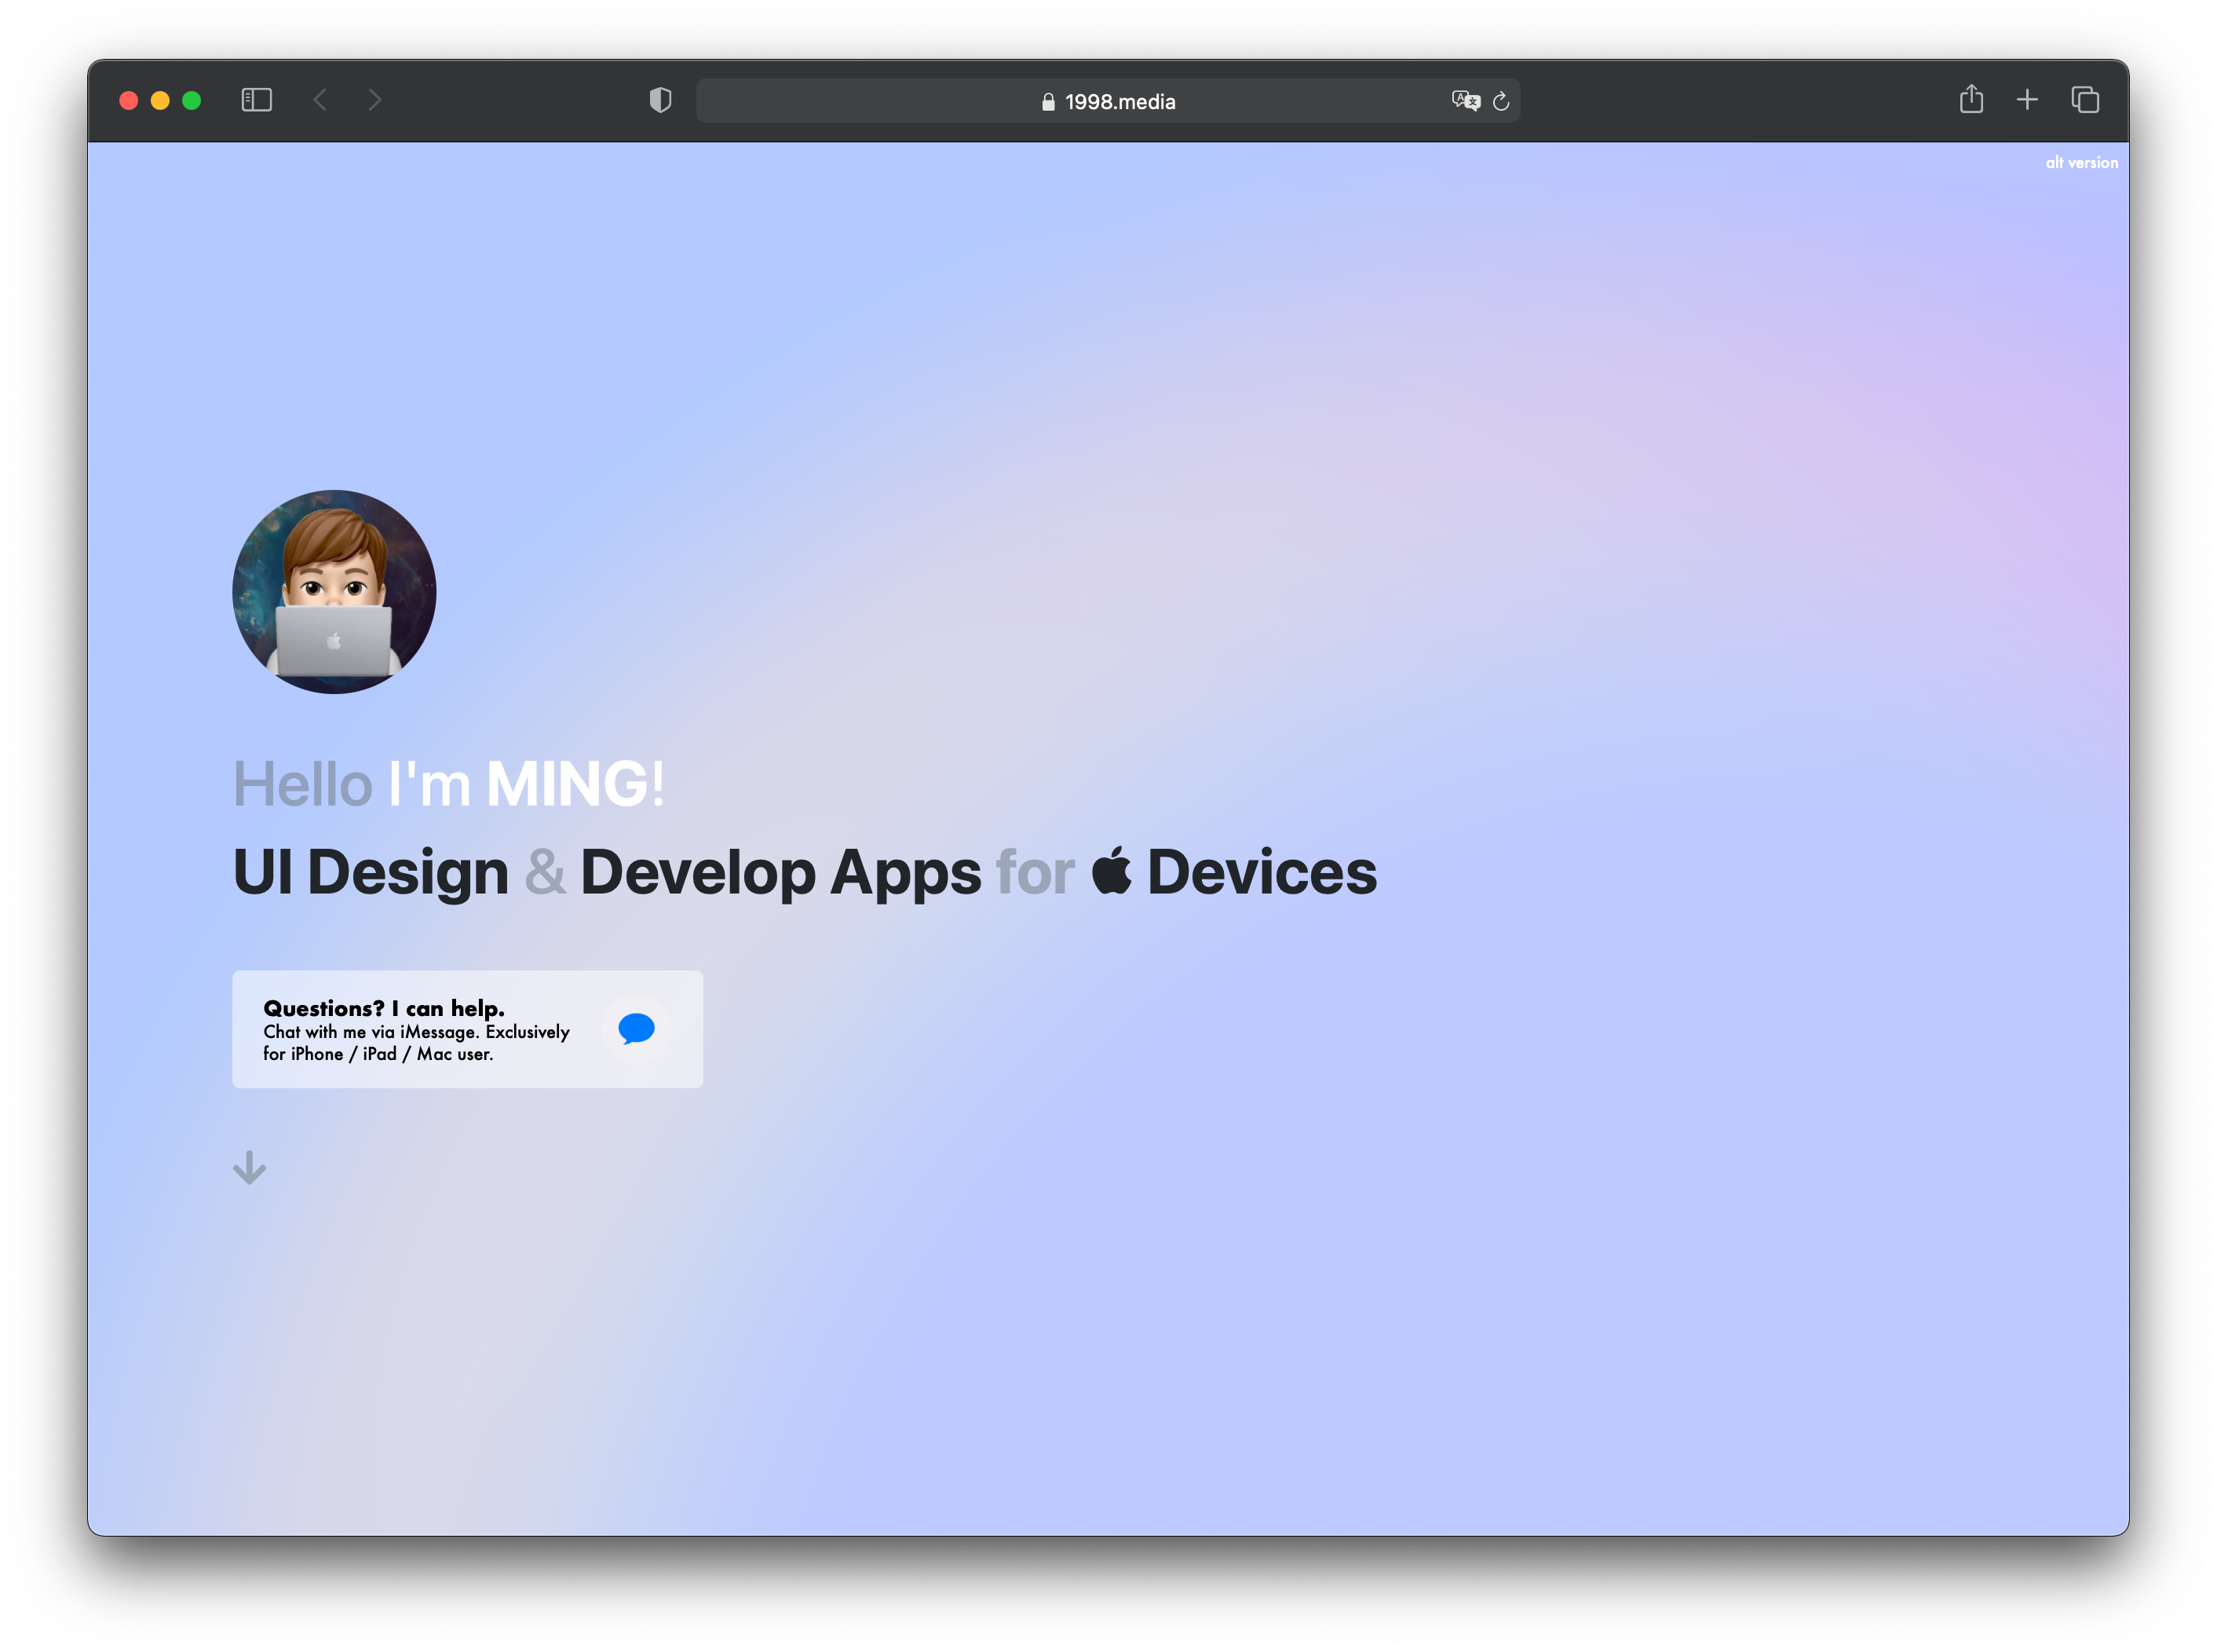 1998.media
alt version
Hello I'm MING!
UI Design & Develop Apps for  Devices
Questions? I can help.
Chat with me via iMessage. Exclusively
for iPhone / iPad / Mac user.